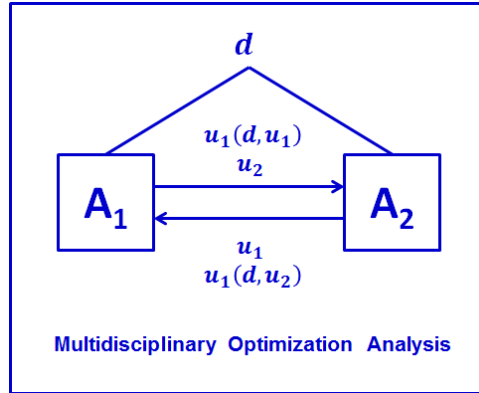 d
u₁(d,u₁)
u₂
A₁ A₂
u₁
u₁(d,u₂)
Multidisciplinary Optimization Analysis